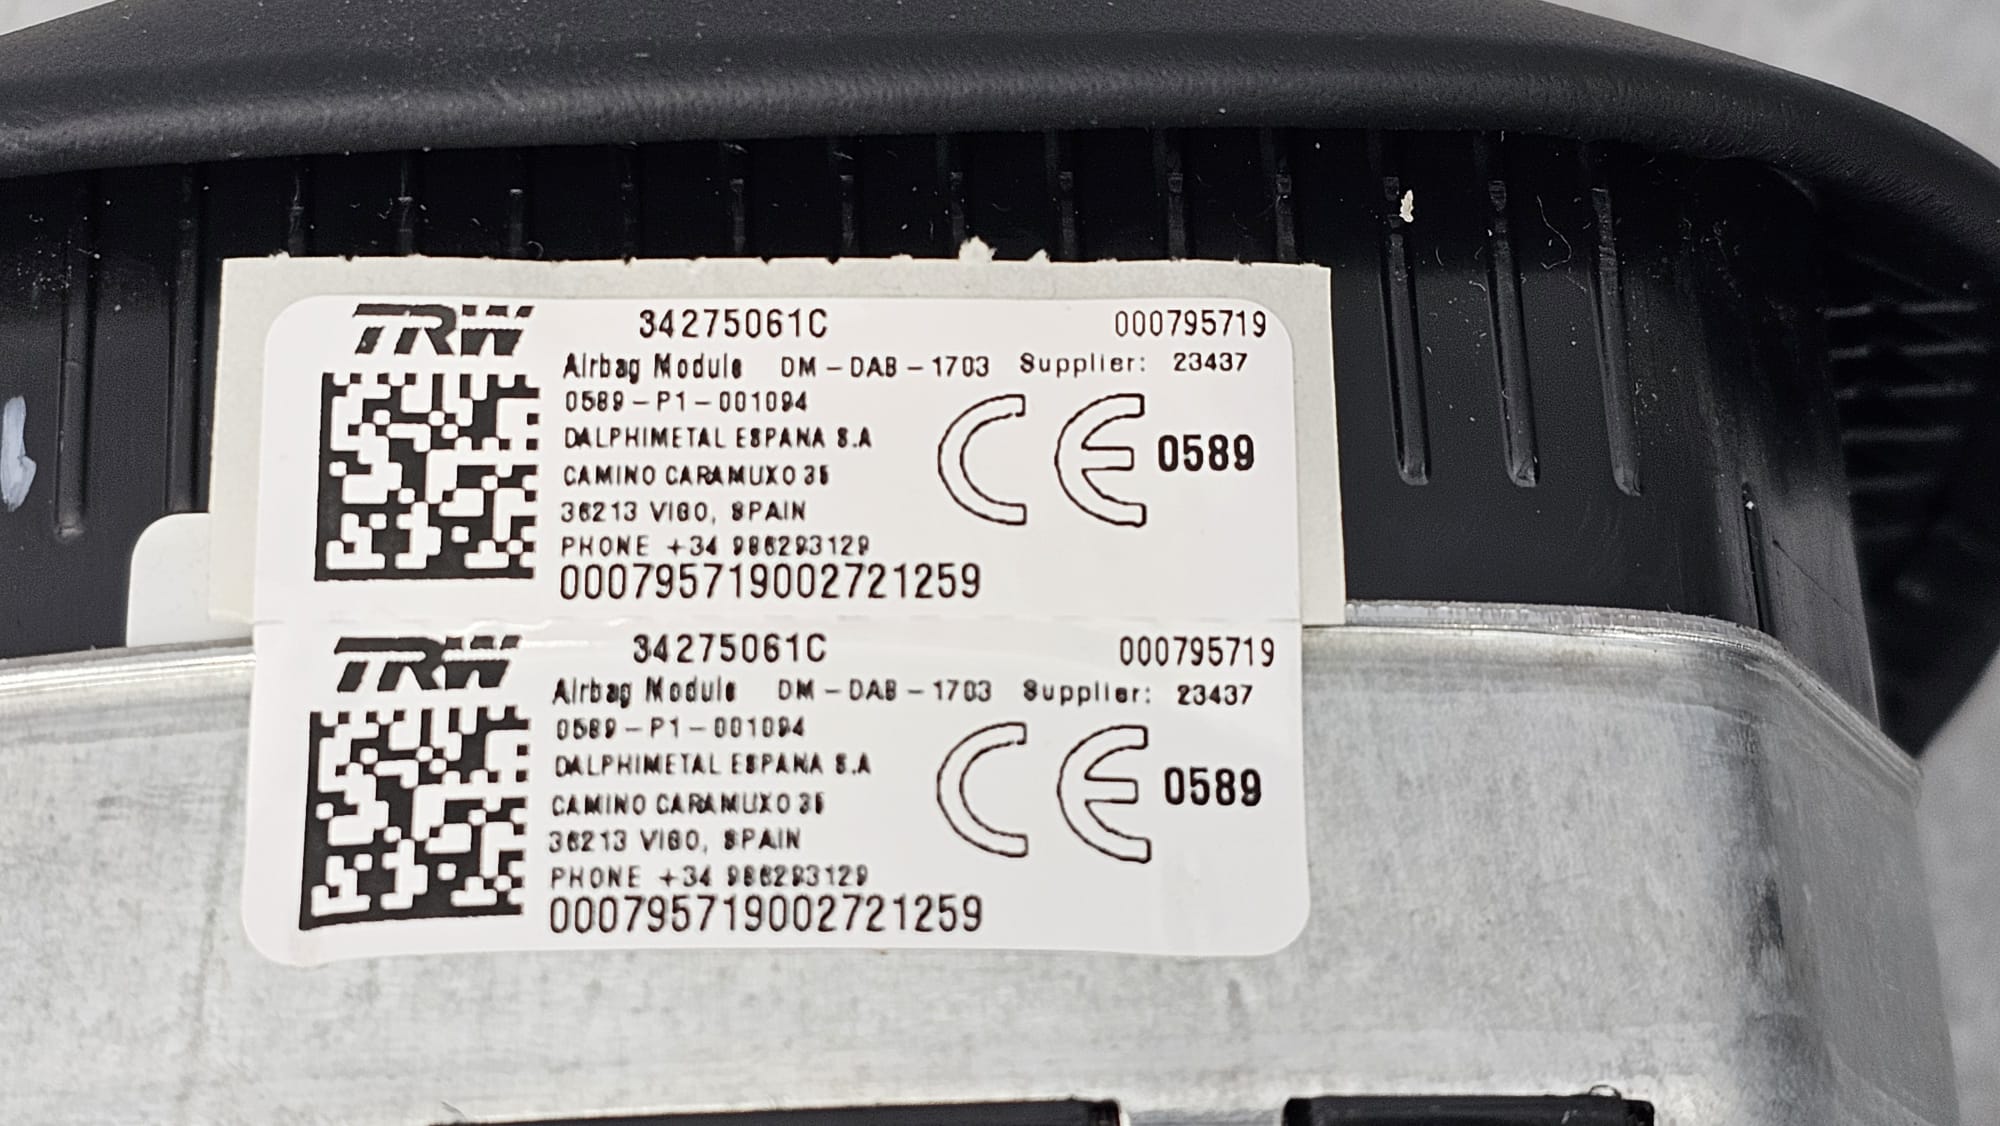 TRW 34275061C 000795719
Airbag Module DM-DAB-1703 Supplier: 23437
0589-P1-001094
DALPHIMETAL ESPANA S.A
CAMINO CARAMUXO 35
36213 VIGO, SPAIN
PHONE +34 986293129
000795719002721259
CE 0589
TRW 34275061C 000795719
Airbag Module DM-DAB-1703 Supplier: 23437
0589-P1-001094
DALPHIMETAL ESPANA S.A
CAMINO CARAMUXO 35
36213 VIGO, SPAIN
PHONE +34 986293129
000795719002721259
CE 0589